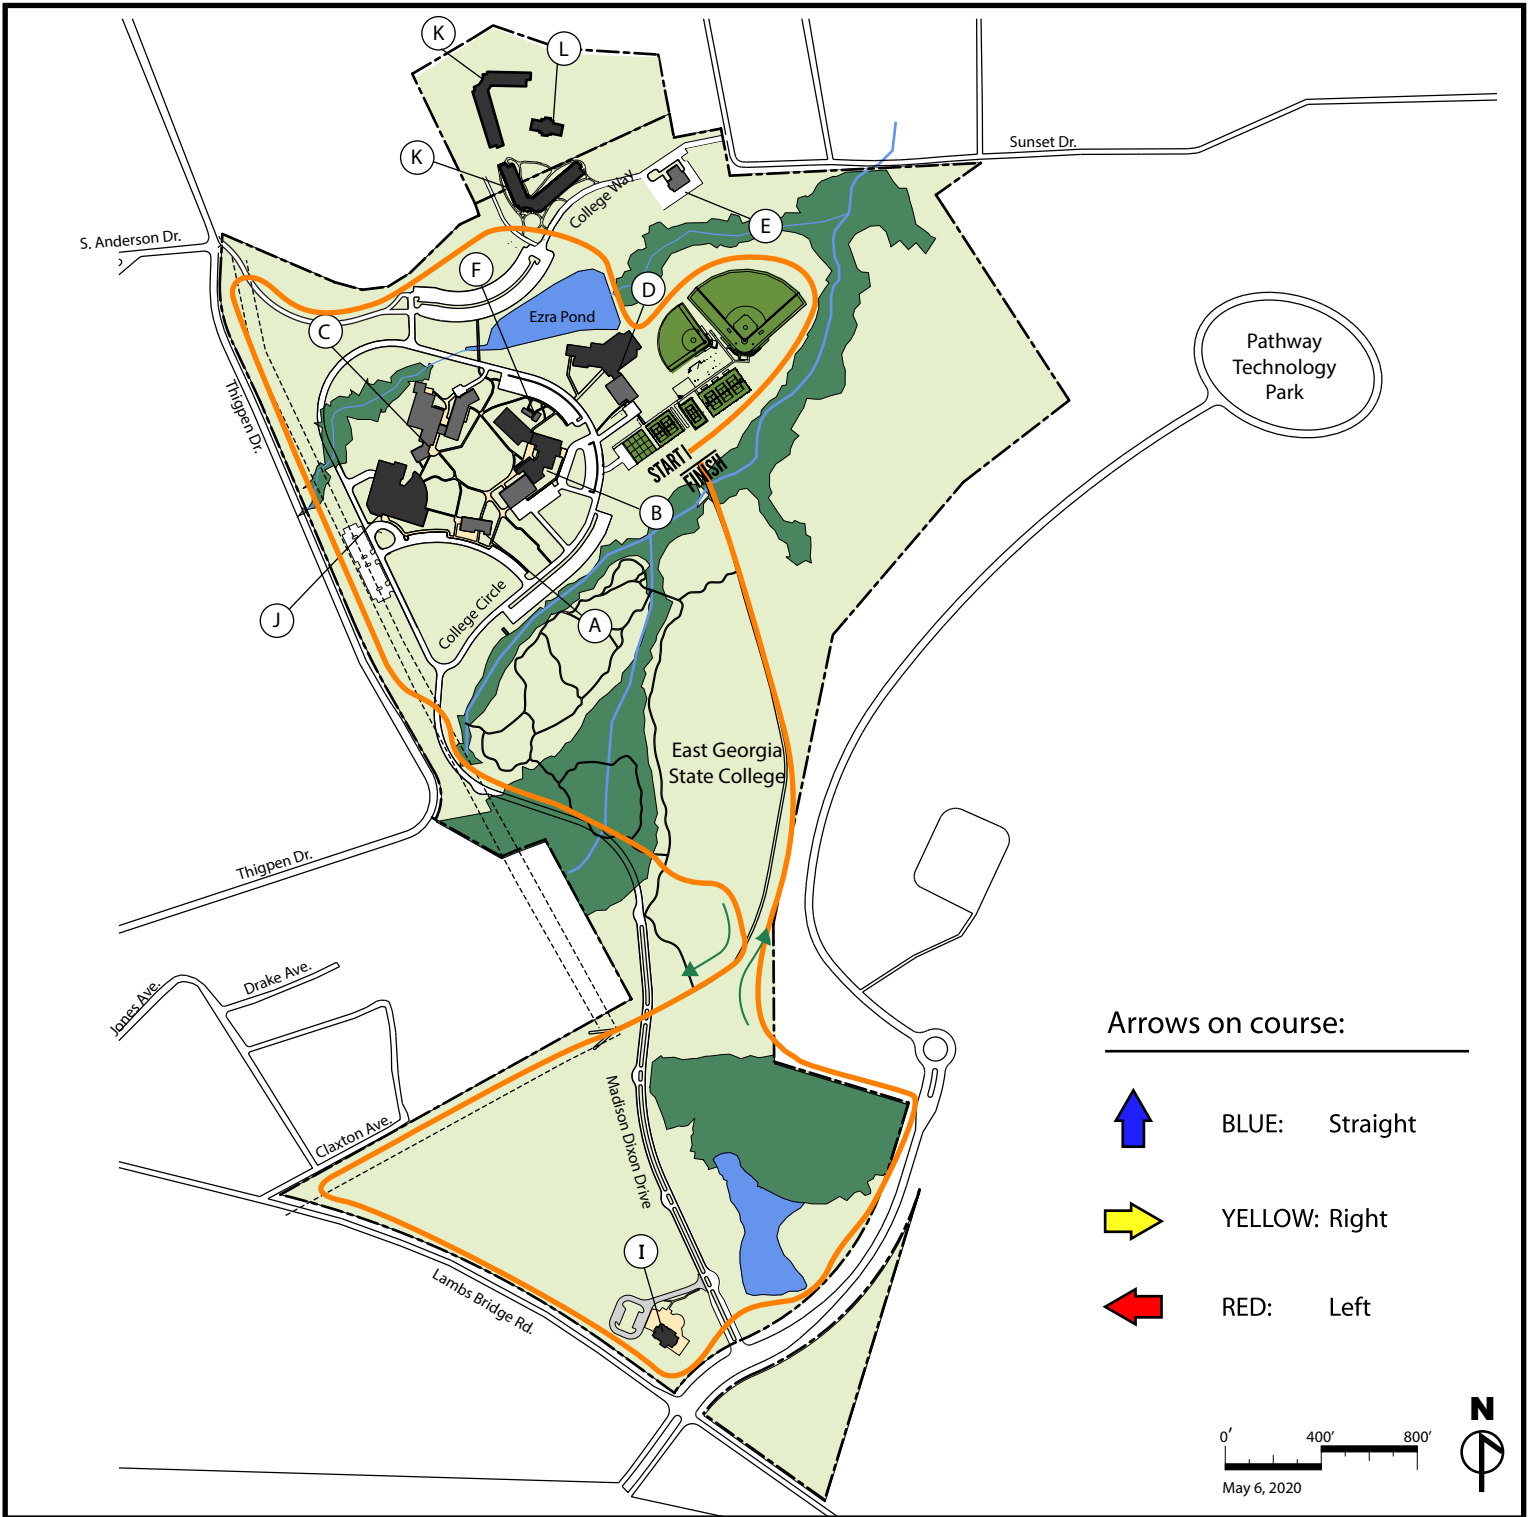 K
L
K
Sunset Dr.
College Way
S. Anderson Dr.
E
F
D
C
Ezra Pond
Pathway
Technology
Park
Thigpen Dr.
START
FINISH
B
J
College Circle
A
East Georgia
State College
Thigpen Dr.
Drake Ave.
Jones Ave.
Arrows on course:
Madison Dixon Drive
BLUE: Straight
Claxton Ave.
YELLOW: Right
I
Lambs Bridge Rd.
RED: Left
N
0' 400' 800'
May 6, 2020